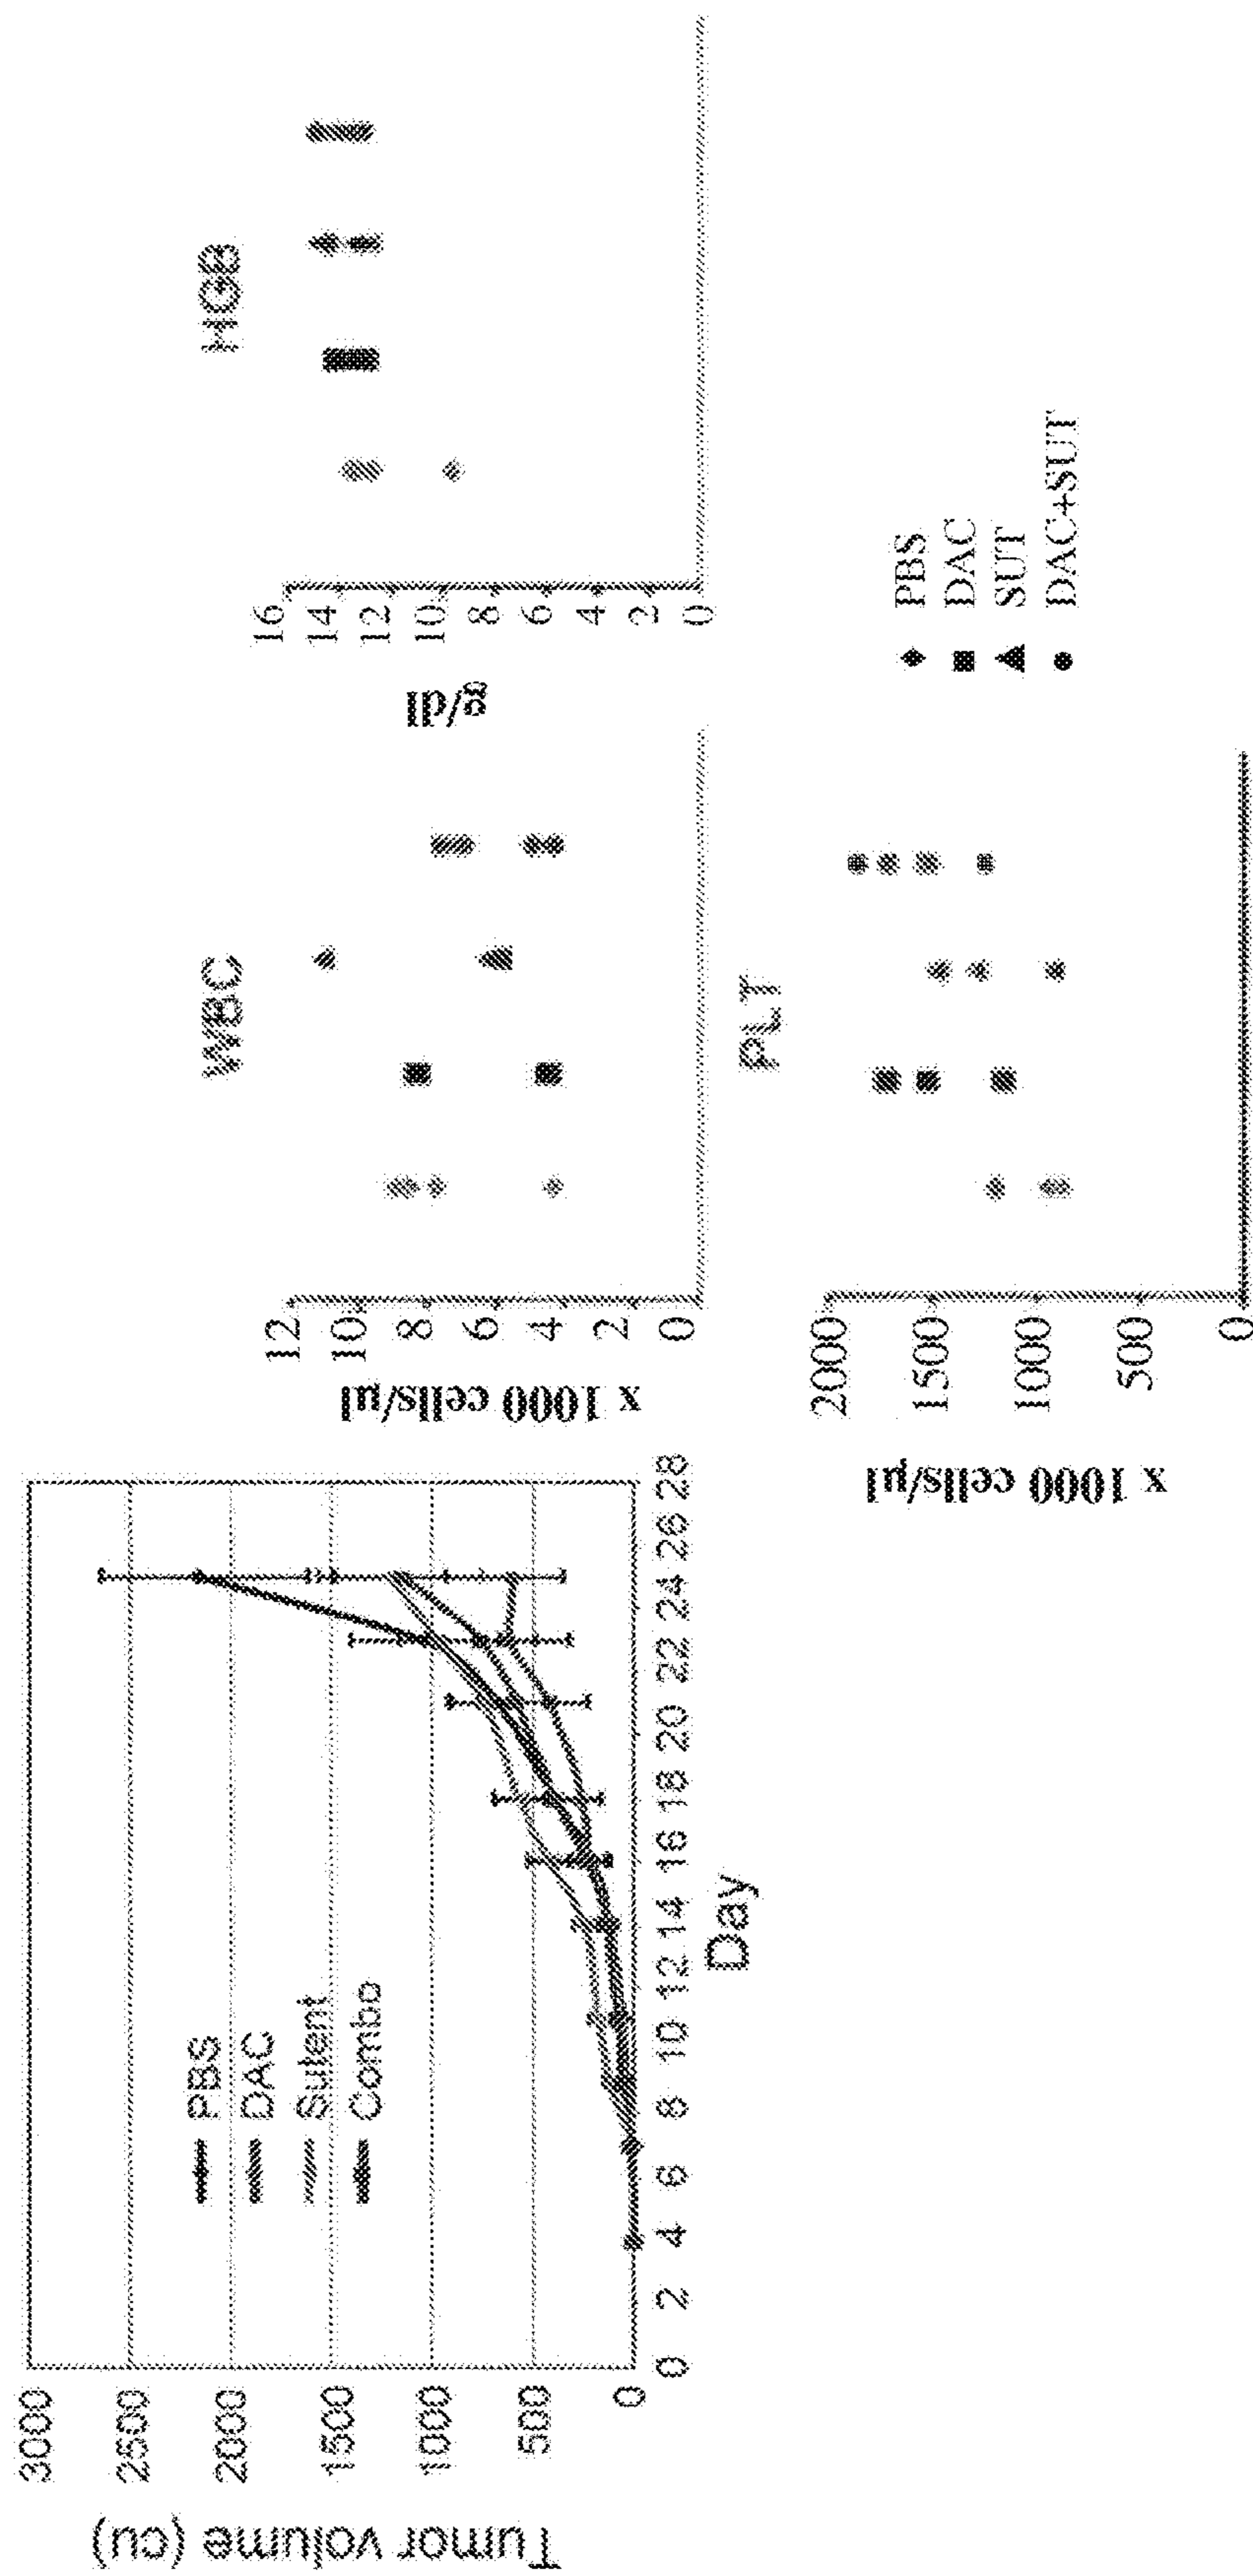 Tumor volume (cu)
3000
2500
2000
1500
1000
500
0
PBS
DAC
Sutent
Combo
0 2 4 6 8 10 12 14 16 18 20 22 24 26 28
Day
WBC
x 1000 cells/µl
12
10
8
6
4
2
0
HGB
g/dl
16
14
12
10
8
6
4
2
0
PLT
x 1000 cells/µl
2000
1500
1000
500
0
PBS
DAC
SUT
DAC+SUT